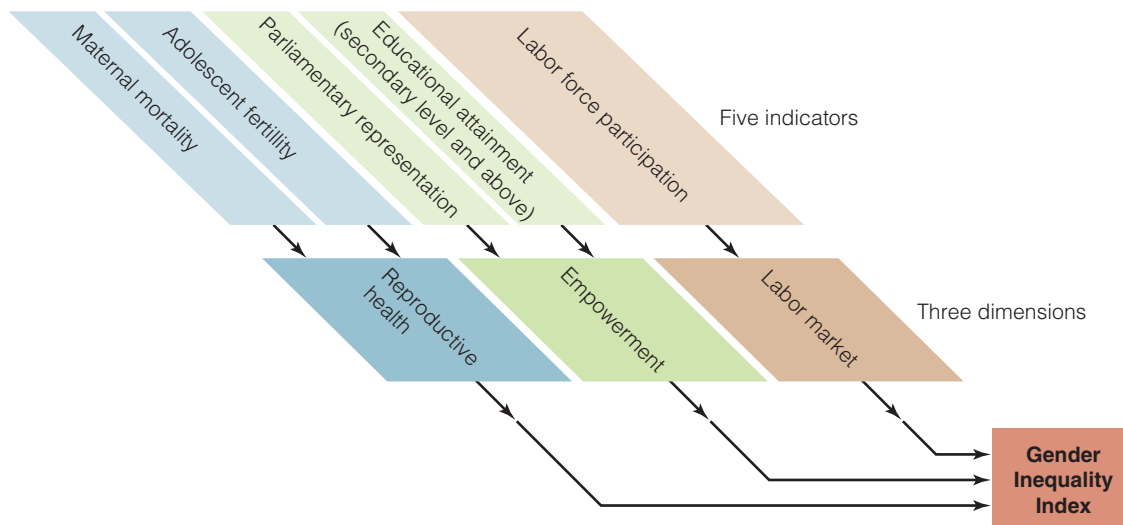 Maternal mortality
Adolescent fertillity
Parliamentary representation
Educational attainment
(secondary level and above)
Labor force participation
Five indicators
Reproductive
health
Empowerment
Labor market
Three dimensions
Gender
Inequality
Index